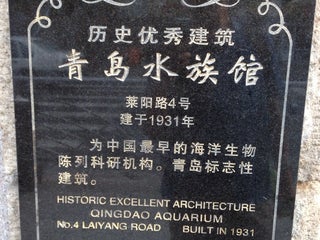 历史优秀建筑
青岛水族馆
莱阳路4号
建于1931年
为中国最早的海洋生物
陈列科研机构。青岛标志性
建筑。
HISTORIC EXCELLENT ARCHITECTURE
QINGDAO AQUARIUM
No.4 LAIYANG ROAD BUILT IN 1931